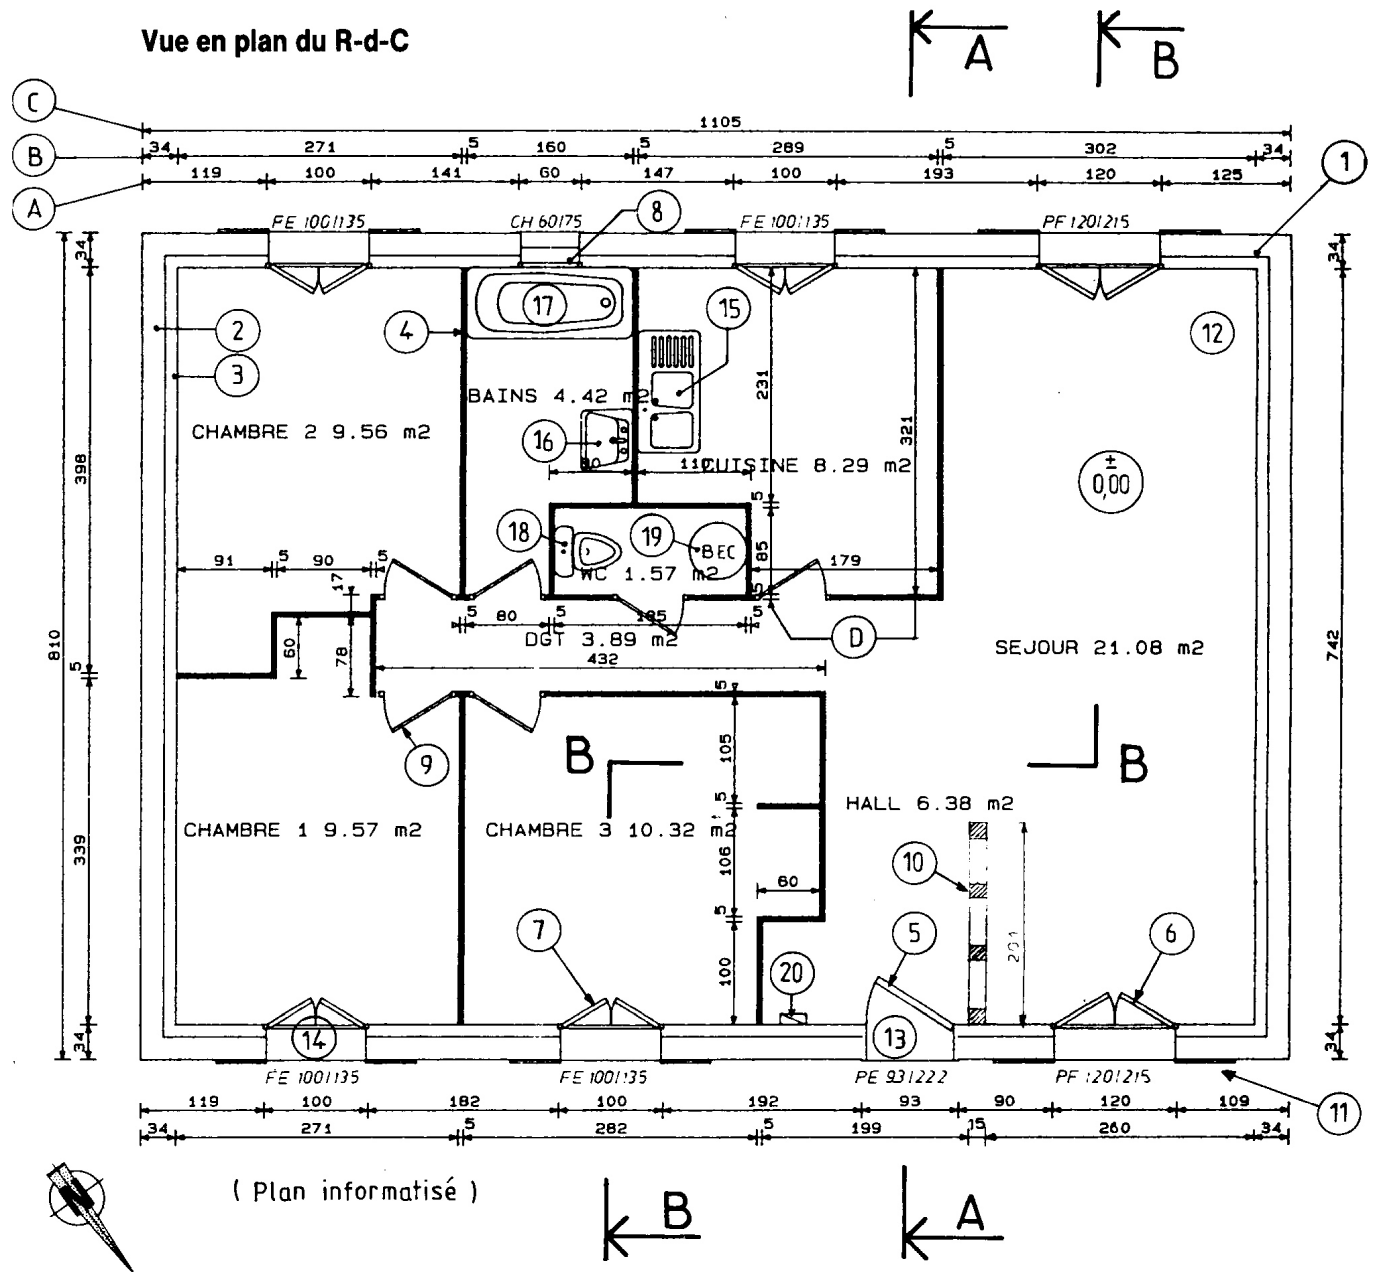 Vue en plan du R-d-C
A B
C
1105
B
34 271 5 160 5 289 5 302 34
A
119 100 141 60 147 100 193 120 125
1
FE 100/135 CH 60/75 8 FE 100/135 PF 120/215
34 34
17 15
2 4 12
3
BAINS 4.42 m2
231
CHAMBRE 2 9.56 m2
16
321
398
80 110
CUISINE 8.29 m2
± 0,00
5
18 19 BEC
85
91 5 90 5
WC 1.57 m2
179
17
5
5 80 5 185 5
D
810
DGT 3.89 m2
SEJOUR 21.08 m2
742
60 78
432
5
5
9
105
B B
5
HALL 6.38 m2
CHAMBRE 1 9.57 m2 CHAMBRE 3 10.32 m2
339
106
10
60
5
7 5 6
201
100
20
14 13
34 34
FE 100/135 FE 100/135 PE 93/222 PF 120/215
11
119 100 182 100 192 93 90 120 109
34 271 5 282 5 199 15 260 34
N
( Plan informatisé )
B A